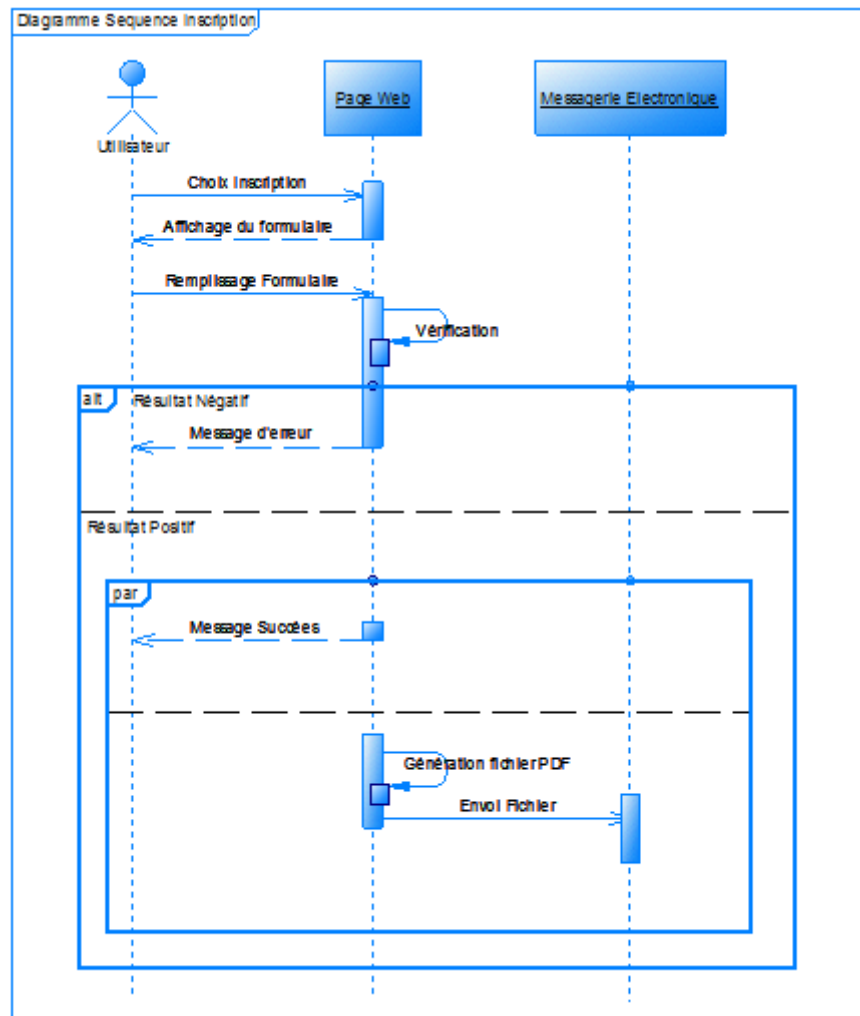 Diagramme Sequence Inscription
Utilisateur
Page Web
Messagerie Electronique
Choix Inscription
Affichage du formulaire
Remplissage Formulaire
Vérification
alt
Résultat Négatif
Message d'erreur
Résultat Positif
par
Message Succées
Génération fichier PDF
Envoi Fichier